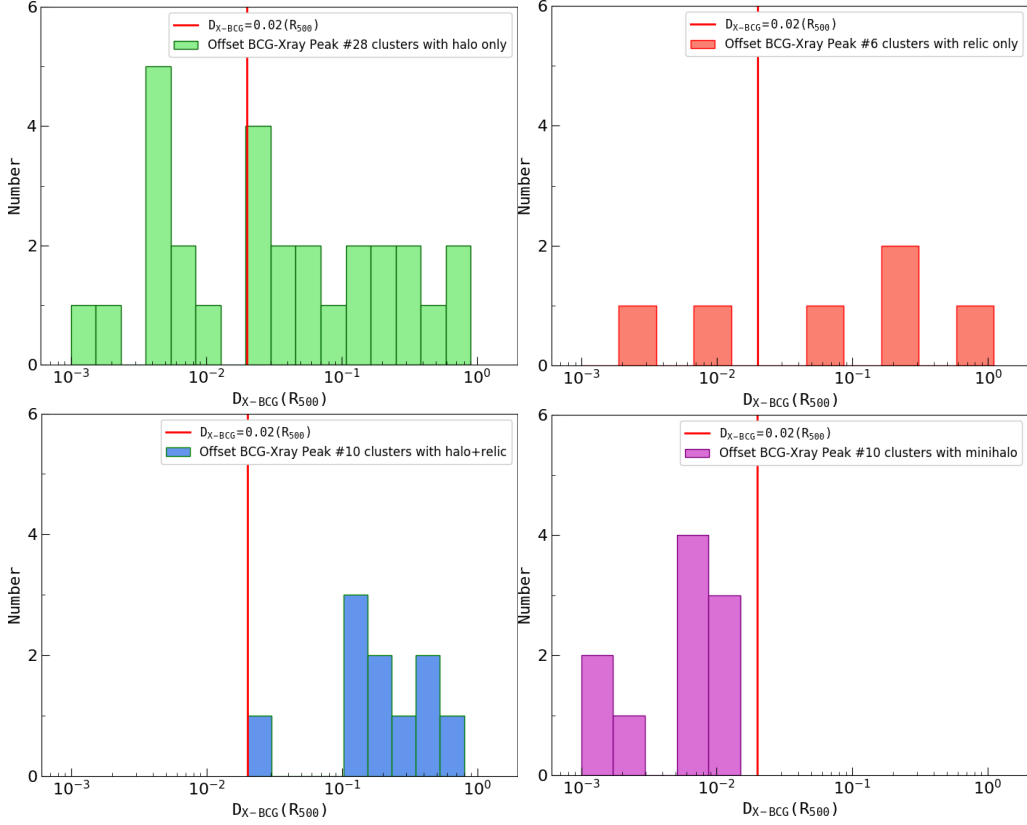 6
4
2
0
Number
D_X-BCG=0.02(R_500)
Offset BCG-Xray Peak #28 clusters with halo only
10^-3
10^-2
10^-1
10^0
D_X-BCG(R_500)
6
4
2
0
Number
D_X-BCG=0.02(R_500)
Offset BCG-Xray Peak #6 clusters with relic only
10^-3
10^-2
10^-1
10^0
D_X-BCG(R_500)
6
4
2
0
Number
D_X-BCG=0.02(R_500)
Offset BCG-Xray Peak #10 clusters with halo+relic
10^-3
10^-2
10^-1
10^0
D_X-BCG(R_500)
6
4
2
0
Number
D_X-BCG=0.02(R_500)
Offset BCG-Xray Peak #10 clusters with minihalo
10^-3
10^-2
10^-1
10^0
D_X-BCG(R_500)